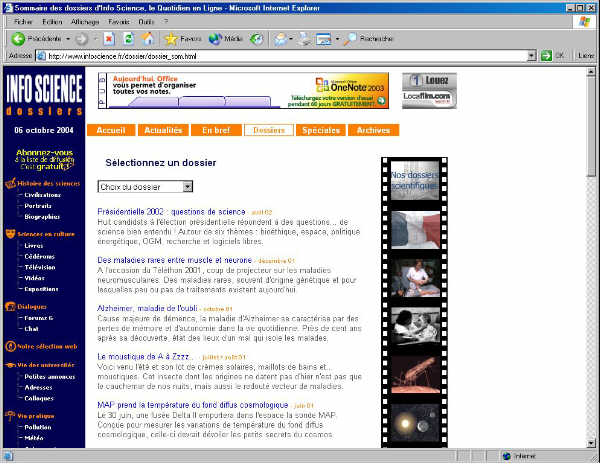 Sommaire des dossiers d'Info Science, le Quotidien en Ligne - Microsoft Internet Explorer
Fichier Edition Affichage Favoris Outils ?
Précédente Favoris Média Rechercher
Adresse http://www.infoscience.fr/dossier/dossier_som.html OK Liens
INFO SCIENCE
dossiers
06 octobre 2004
PUB
Aujourd'hui, Office
vous permet d'organiser
toutes vos notes.
Microsoft Office
OneNote 2003
Téléchargez votre version d'essai
pendant 60 jours GRATUITEMENT.
Louez
Localfilm.com
Accueil Actualités En bref Dossiers Spéciales Archives
Abonnez-vous
à la liste de diffusion
C'est gratuit
Histoire des sciences
Civilisations
Portraits
Biographies
Sciences en culture
Livres
Cédéroms
Télévision
Vidéos
Expositions
Dialogues
Forums &
Chat
Notre sélection web
Vie des universités
Petites annonces
Adresses
Colloques
Vie pratique
Pollution
Météo
Sélectionnez un dossier
Choix du dossier
Présidentielle 2002 : questions de science - avril 02
Huit candidats à l'élection présidentielle répondent à des questions... de
science bien entendu ! Autour de six thèmes : bioéthique, espace, politique
énergétique, OGM, recherche et logiciels libres.
Des maladies rares entre muscle et neurone - décembre 01
A l'occasion du Téléthon 2001, coup de projecteur sur les maladies
neuromusculaires. Des maladies rares, souvent d'origine génétique et pour
lesquelles peu ou pas de traitements existent aujourd'hui.
Alzheimer, maladie de l'oubli - octobre 01
Cause majeure de démence, la maladie d'Alzheimer se caractérise par des
pertes de mémoire et d'autonomie dans la vie quotidienne. Près de cent ans
après sa découverte, état des lieux d'un mal qui isole les malades.
Le moustique de A à Zzzz... - juillet - août 01
Voici venu l'été et son lot de crèmes solaires, maillots de bains et...
moustiques. Cet insecte dont les origines ne datent pas d'hier n'est pas que
le cauchemar de nos nuits, mais aussi le redouté vecteur de maladies.
MAP prend la température du fond diffus cosmologique - juin 01
Le 30 juin, une fusée Delta II emportera dans l'espace la sonde MAP.
Conçue pour mesurer les variations de température du fond diffus
cosmologique, celle-ci devrait dévoiler les petits secrets du cosmos.
Nos dossiers
scientifiques
Internet